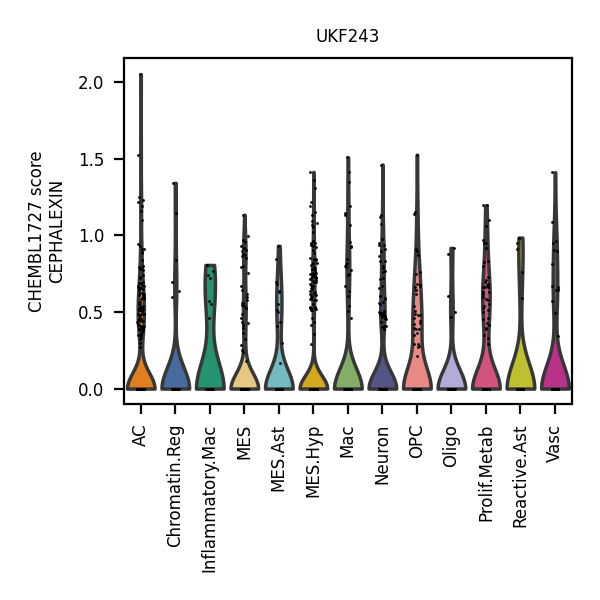 UKF243
CHEMBL1727 score
CEPHALEXIN
2.0
1.5
1.0
0.5
0.0
AC
Chromatin.Reg
Inflammatory.Mac
MES
MES.Ast
MES.Hyp
Mac
Neuron
OPC
Oligo
Prolif.Metab
Reactive.Ast
Vasc